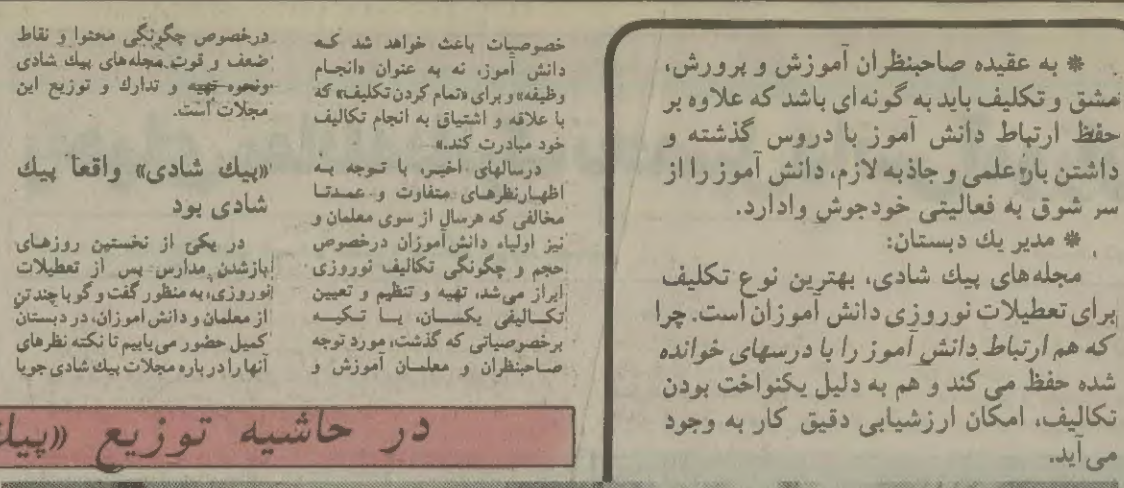 * به عقیده صاحبنظران آموزش و پرورش،
مشق و تکلیف باید به گونه‌ای باشد که علاوه بر
حفظ ارتباط دانش آموز با دروس گذشته و
داشتن بار علمی و جاذبه لازم، دانش آموز را از
سر شوق به فعالیتی خودجوش وادارد.
* مدیر یك دبستان:
مجله‌های پیك شادی، بهترین نوع تکلیف
برای تعطیلات نوروزی دانش آموزان است. چرا
که هم ارتباط دانش آموز را با درسهای خوانده
شده حفظ می کند و هم به دلیل یکنواخت بودن
تکالیف، امکان ارزشیابی دقیق کار به وجود
می آید.
خصوصیات باعث خواهد شد که
دانش آموز، نه به عنوان «انجام
وظیفه» و برای «تمام کردن تکلیف» که
با علاقه و اشتیاق به انجام تکالیف
خود مبادرت کند.»
درسالهای اخیر، با توجه به
اظهارنظرهای متفاوت و عمدتا
مخالفی که هرسال از سوی معلمان و
نیز اولیاء دانش‌آموزان درخصوص
حجم و چگونگی تکالیف نوروزی
ابراز می‌شد، تهیه و تنظیم و تعیین
تکالیفی یکسان، با تکیه
برخصوصیاتی که گذشت، مورد توجه
صاحبنظران و معلمان آموزش و
درخصوص چگونگی محتوا و نقاط
ضعف و قوت مجله‌های پیك شادی
ونحوه تهیه و تدارك و توزیع این
مجلات است.
«پیك شادی» واقعاً پیك
شادی بود
در یکی از نخستین روزهای
بازشدن مدارس پس از تعطیلات
نوروزی، به منظور گفت و گو با چند تن
از معلمان و دانش آموزان، در دبستان
کمیل حضور می‌یابیم تا نکته نظرهای
آنها را در باره مجلات پیك شادی جویا
در حاشیه توزیع «پیك